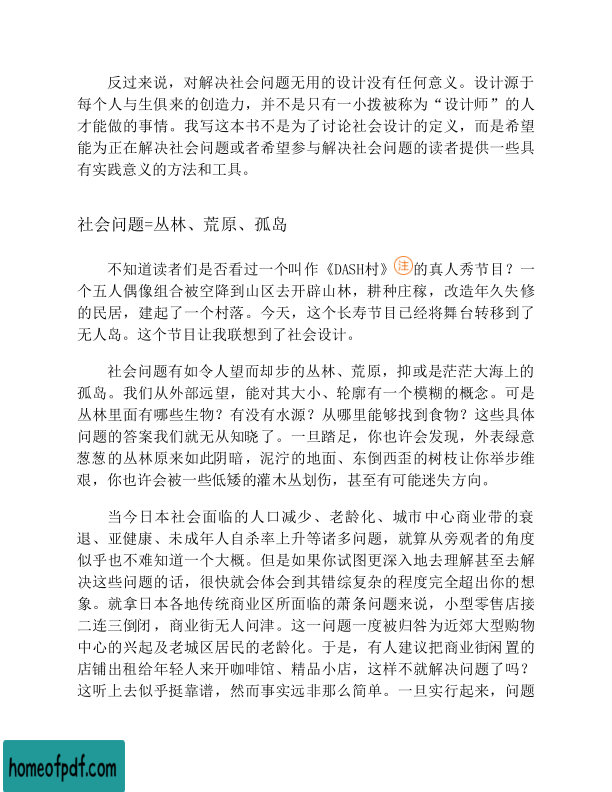 反过来说，对解决社会问题无用的设计没有任何意义。设计源于
每个人与生俱来的创造力，并不是只有一小拨被称为“设计师”的人
才能做的事情。我写这本书不是为了讨论社会设计的定义，而是希望
能为正在解决社会问题或者希望参与解决社会问题的读者提供一些具
有实践意义的方法和工具。
社会问题=丛林、荒原、孤岛
不知道读者们是否看过一个叫作《DASH村》注的真人秀节目？一
个五人偶像组合被空降到山区去开辟山林，耕种庄稼，改造年久失修
的民居，建起了一个村落。今天，这个长寿节目已经将舞台转移到了
无人岛。这个节目让我联想到了社会设计。
社会问题有如令人望而却步的丛林、荒原，抑或是茫茫大海上的
孤岛。我们从外部远望，能对其大小、轮廓有一个模糊的概念。可是
丛林里面有哪些生物？有没有水源？从哪里能够找到食物？这些具体
问题的答案我们就无从知晓了。一旦踏足，你也许会发现，外表绿意
葱葱的丛林原来如此阴暗，泥泞的地面、东倒西歪的树枝让你举步维
艰，你也许会被一些低矮的灌木丛划伤，甚至有可能迷失方向。
当今日本社会面临的人口减少、老龄化、城市中心商业带的衰
退、亚健康、未成年人自杀率上升等诸多问题，就算从旁观者的角度
似乎也不难知道一个大概。但是如果你试图更深入地去理解甚至去解
决这些问题的话，很快就会体会到其错综复杂的程度完全超出你的想
象。就拿日本各地传统商业区所面临的萧条问题来说，小型零售店接
二连三倒闭，商业街无人问津。这一问题一度被归咎为近郊大型购物
中心的兴起及老城区居民的老龄化。于是，有人建议把商业街闲置的
店铺出租给年轻人来开咖啡馆、精品小店，这样不就解决问题了吗？
这听上去似乎挺靠谱，然而事实远非那么简单。一旦实行起来，问题
homeofpdf.com